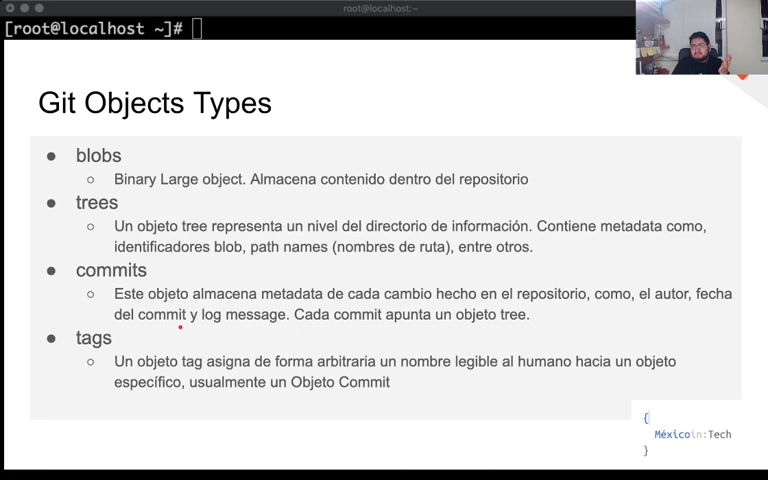 root@localhost:~
[root@localhost ~]#
Git Objects Types
● blobs
○ Binary Large object. Almacena contenido dentro del repositorio
● trees
○ Un objeto tree representa un nivel del directorio de información. Contiene metadata como,
identificadores blob, path names (nombres de ruta), entre otros.
● commits
○ Este objeto almacena metadata de cada cambio hecho en el repositorio, como, el autor, fecha
del commit y log message. Cada commit apunta un objeto tree.
● tags
○ Un objeto tag asigna de forma arbitraria un nombre legible al humano hacia un objeto
específico, usualmente un Objeto Commit
{
Méxicoin:Tech
}